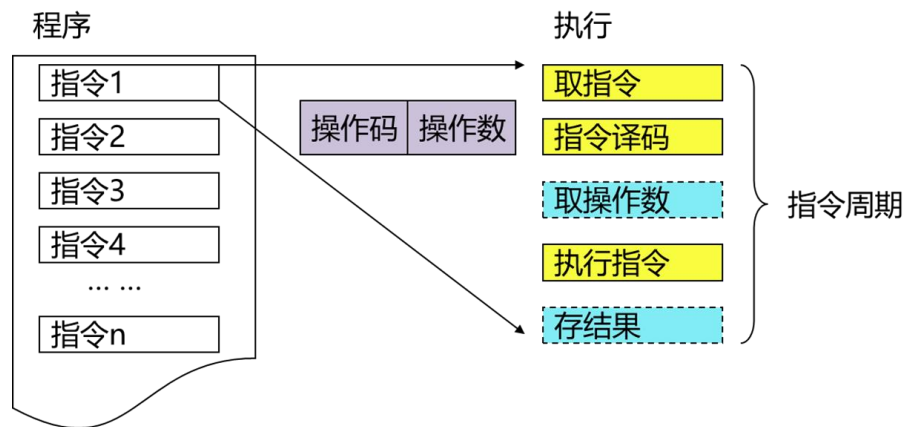 程序
执行
指令1
指令2
指令3
指令4
... ...
指令n
操作码 操作数
取指令
指令译码
取操作数
执行指令
存结果
指令周期